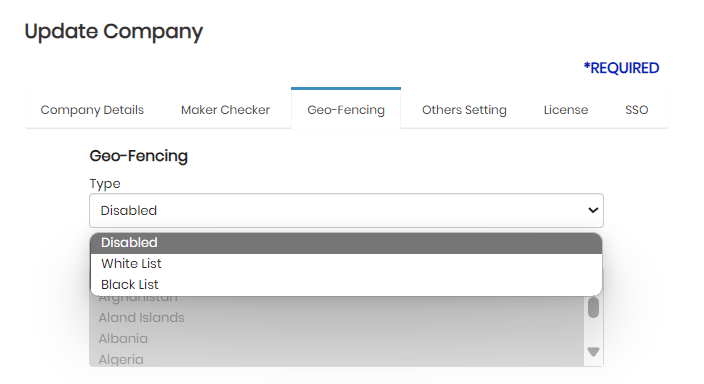 Update Company
*REQUIRED
Company Details Maker Checker Geo-Fencing Others Setting License SSO
Geo-Fencing
Type
Disabled
Disabled
White List
Black List
Afghanistan
Aland Islands
Albania
Algeria